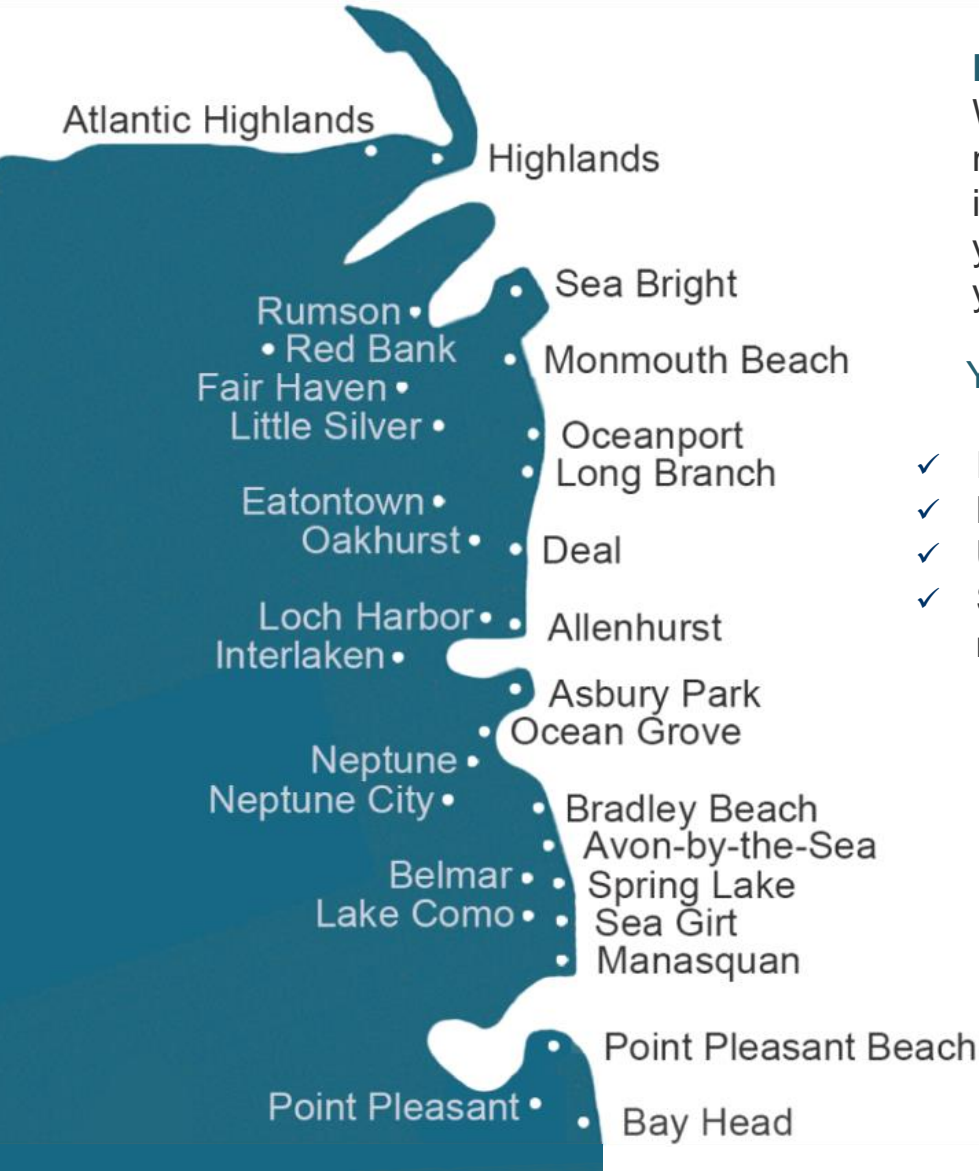 Atlantic Highlands
Highlands
Sea Bright
Rumson
Red Bank
Monmouth Beach
Fair Haven
Little Silver
Oceanport
Long Branch
Eatontown
Oakhurst
Deal
Loch Harbor
Allenhurst
Interlaken
Asbury Park
Ocean Grove
Neptune
Neptune City
Bradley Beach
Avon-by-the-Sea
Belmar
Spring Lake
Lake Como
Sea Girt
Manasquan
Point Pleasant Beach
Point Pleasant
Bay Head